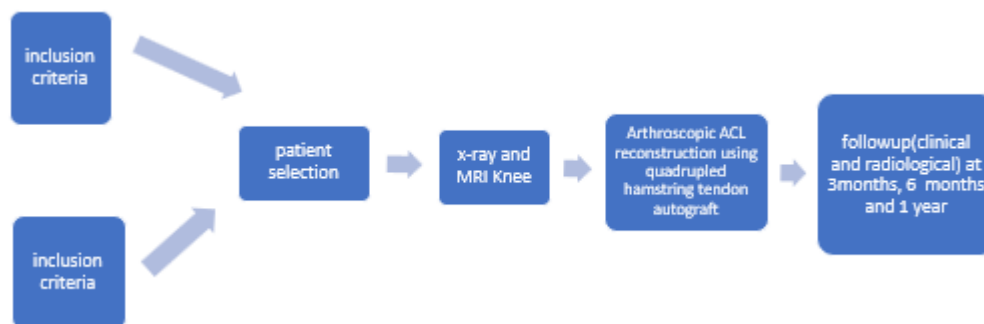 inclusion
criteria
inclusion
criteria
patient
selection
x-ray and
MRI Knee
Arthroscopic ACL
reconstruction using
quadrupled
hamstring tendon
autograft
followup(clinical
and radiological) at
3months, 6 months
and 1 year